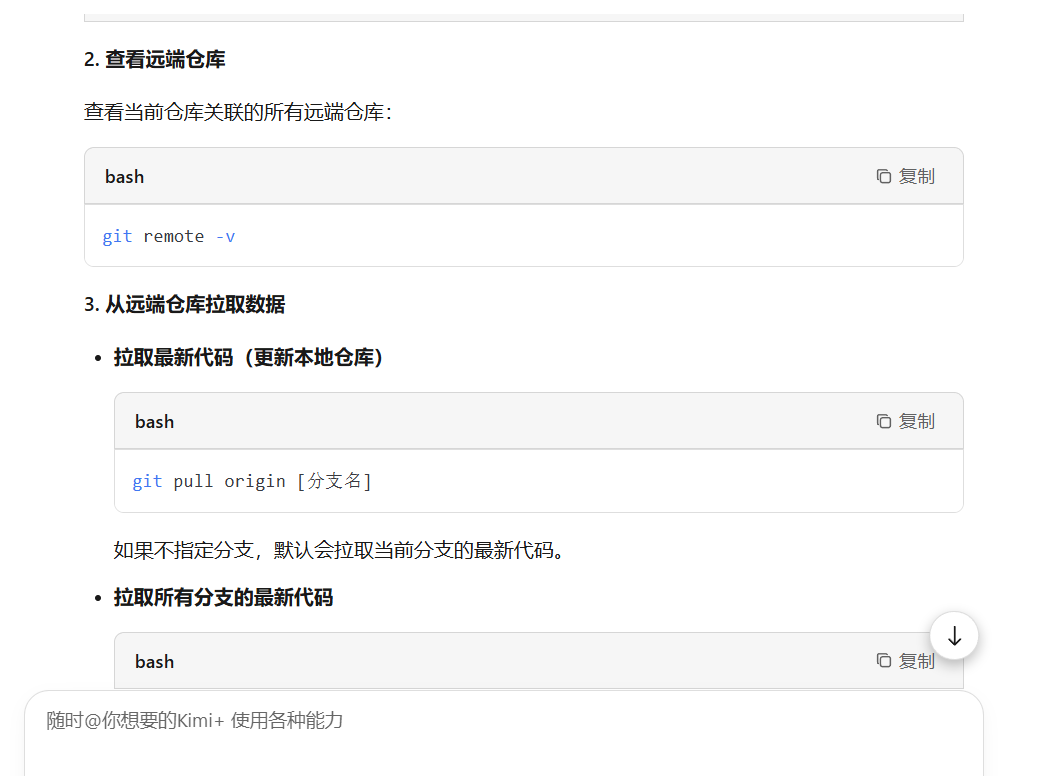 2. 查看远端仓库
查看当前仓库关联的所有远端仓库：
bash 复制
git remote -v
3. 从远端仓库拉取数据
• 拉取最新代码（更新本地仓库）
bash 复制
git pull origin [分支名]
如果不指定分支，默认会拉取当前分支的最新代码。
• 拉取所有分支的最新代码
bash 复制
随时@你想要的Kimi+ 使用各种能力